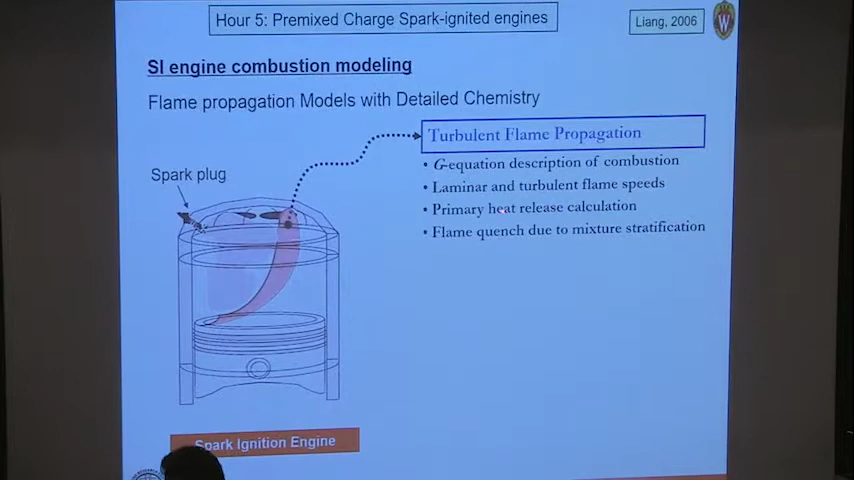 Hour 5: Premixed Charge Spark-ignited engines
Liang, 2006
W
SI engine combustion modeling
Flame propagation Models with Detailed Chemistry
Turbulent Flame Propagation
• G-equation description of combustion
• Laminar and turbulent flame speeds
• Primary heat release calculation
• Flame quench due to mixture stratification
Spark plug
Spark Ignition Engine